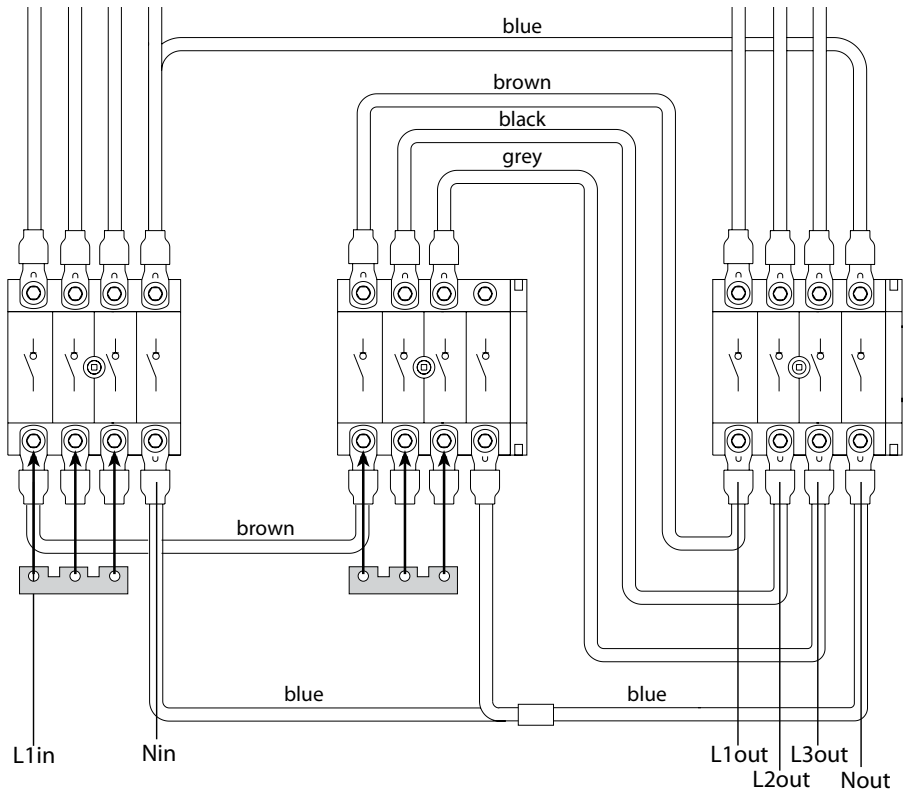 blue
brown
black
grey
brown
blue
blue
L1in
Nin
L1out
L3out
L2out
Nout